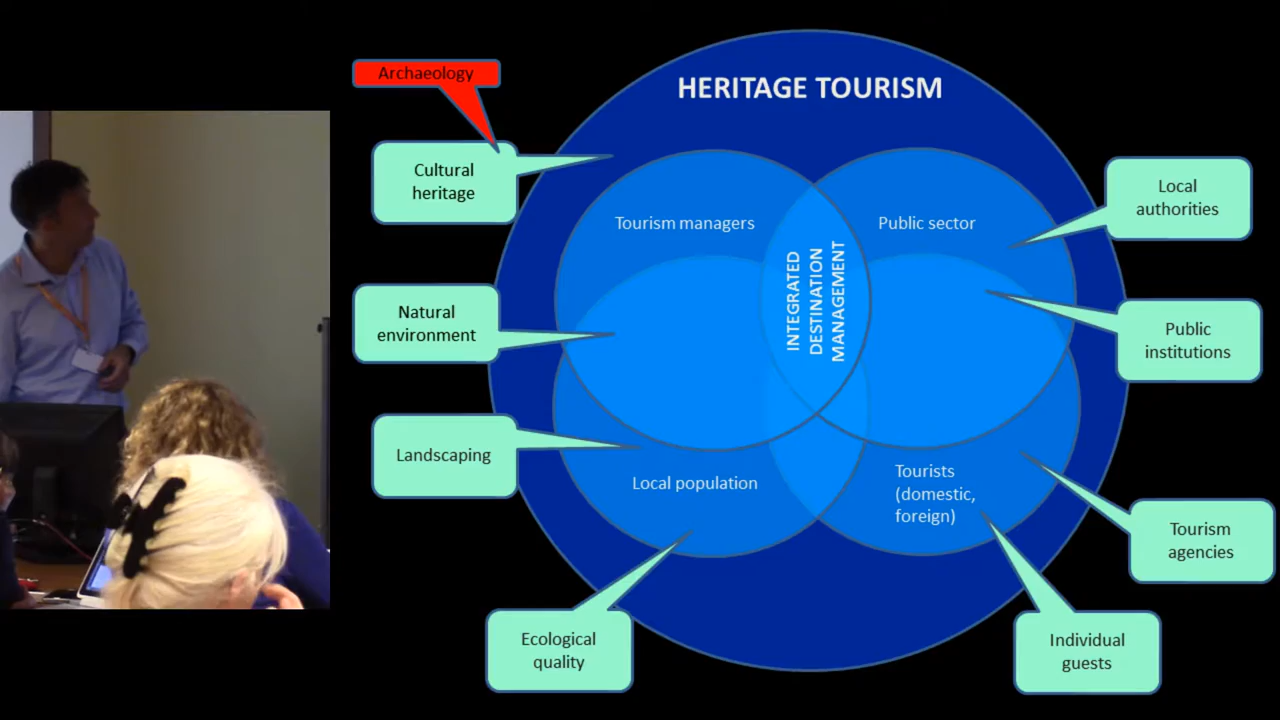 HERITAGE TOURISM
Archaeology
Cultural
heritage
Natural
environment
Landscaping
Ecological
quality
Tourism managers
Public sector
INTEGRATED
DESTINATION
MANAGEMENT
Local population
Tourists
(domestic,
foreign)
Local
authorities
Public
institutions
Tourism
agencies
Individual
guests